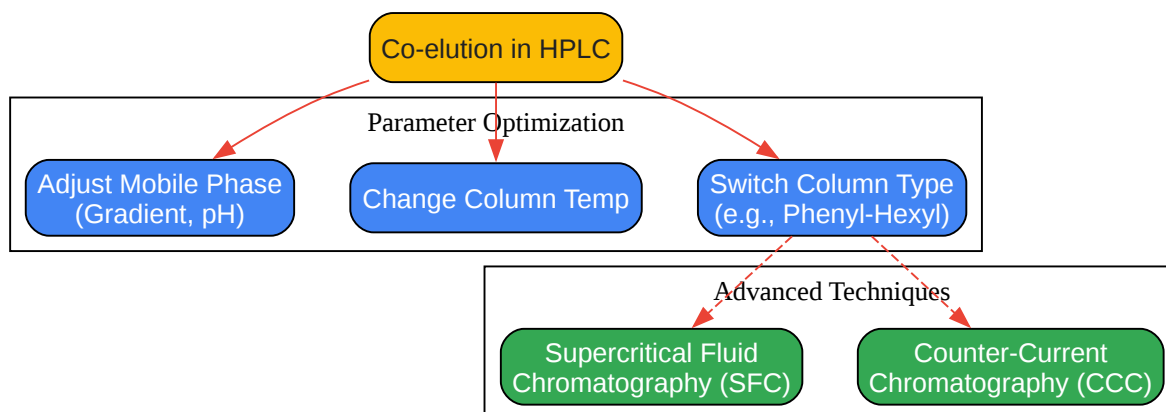 Co-elution in HPLC
Parameter Optimization
Adjust Mobile Phase
(Gradient, pH)
Change Column Temp
Switch Column Type
(e.g., Phenyl-Hexyl)
Advanced Techniques
Supercritical Fluid
Chromatography (SFC)
Counter-Current
Chromatography (CCC)